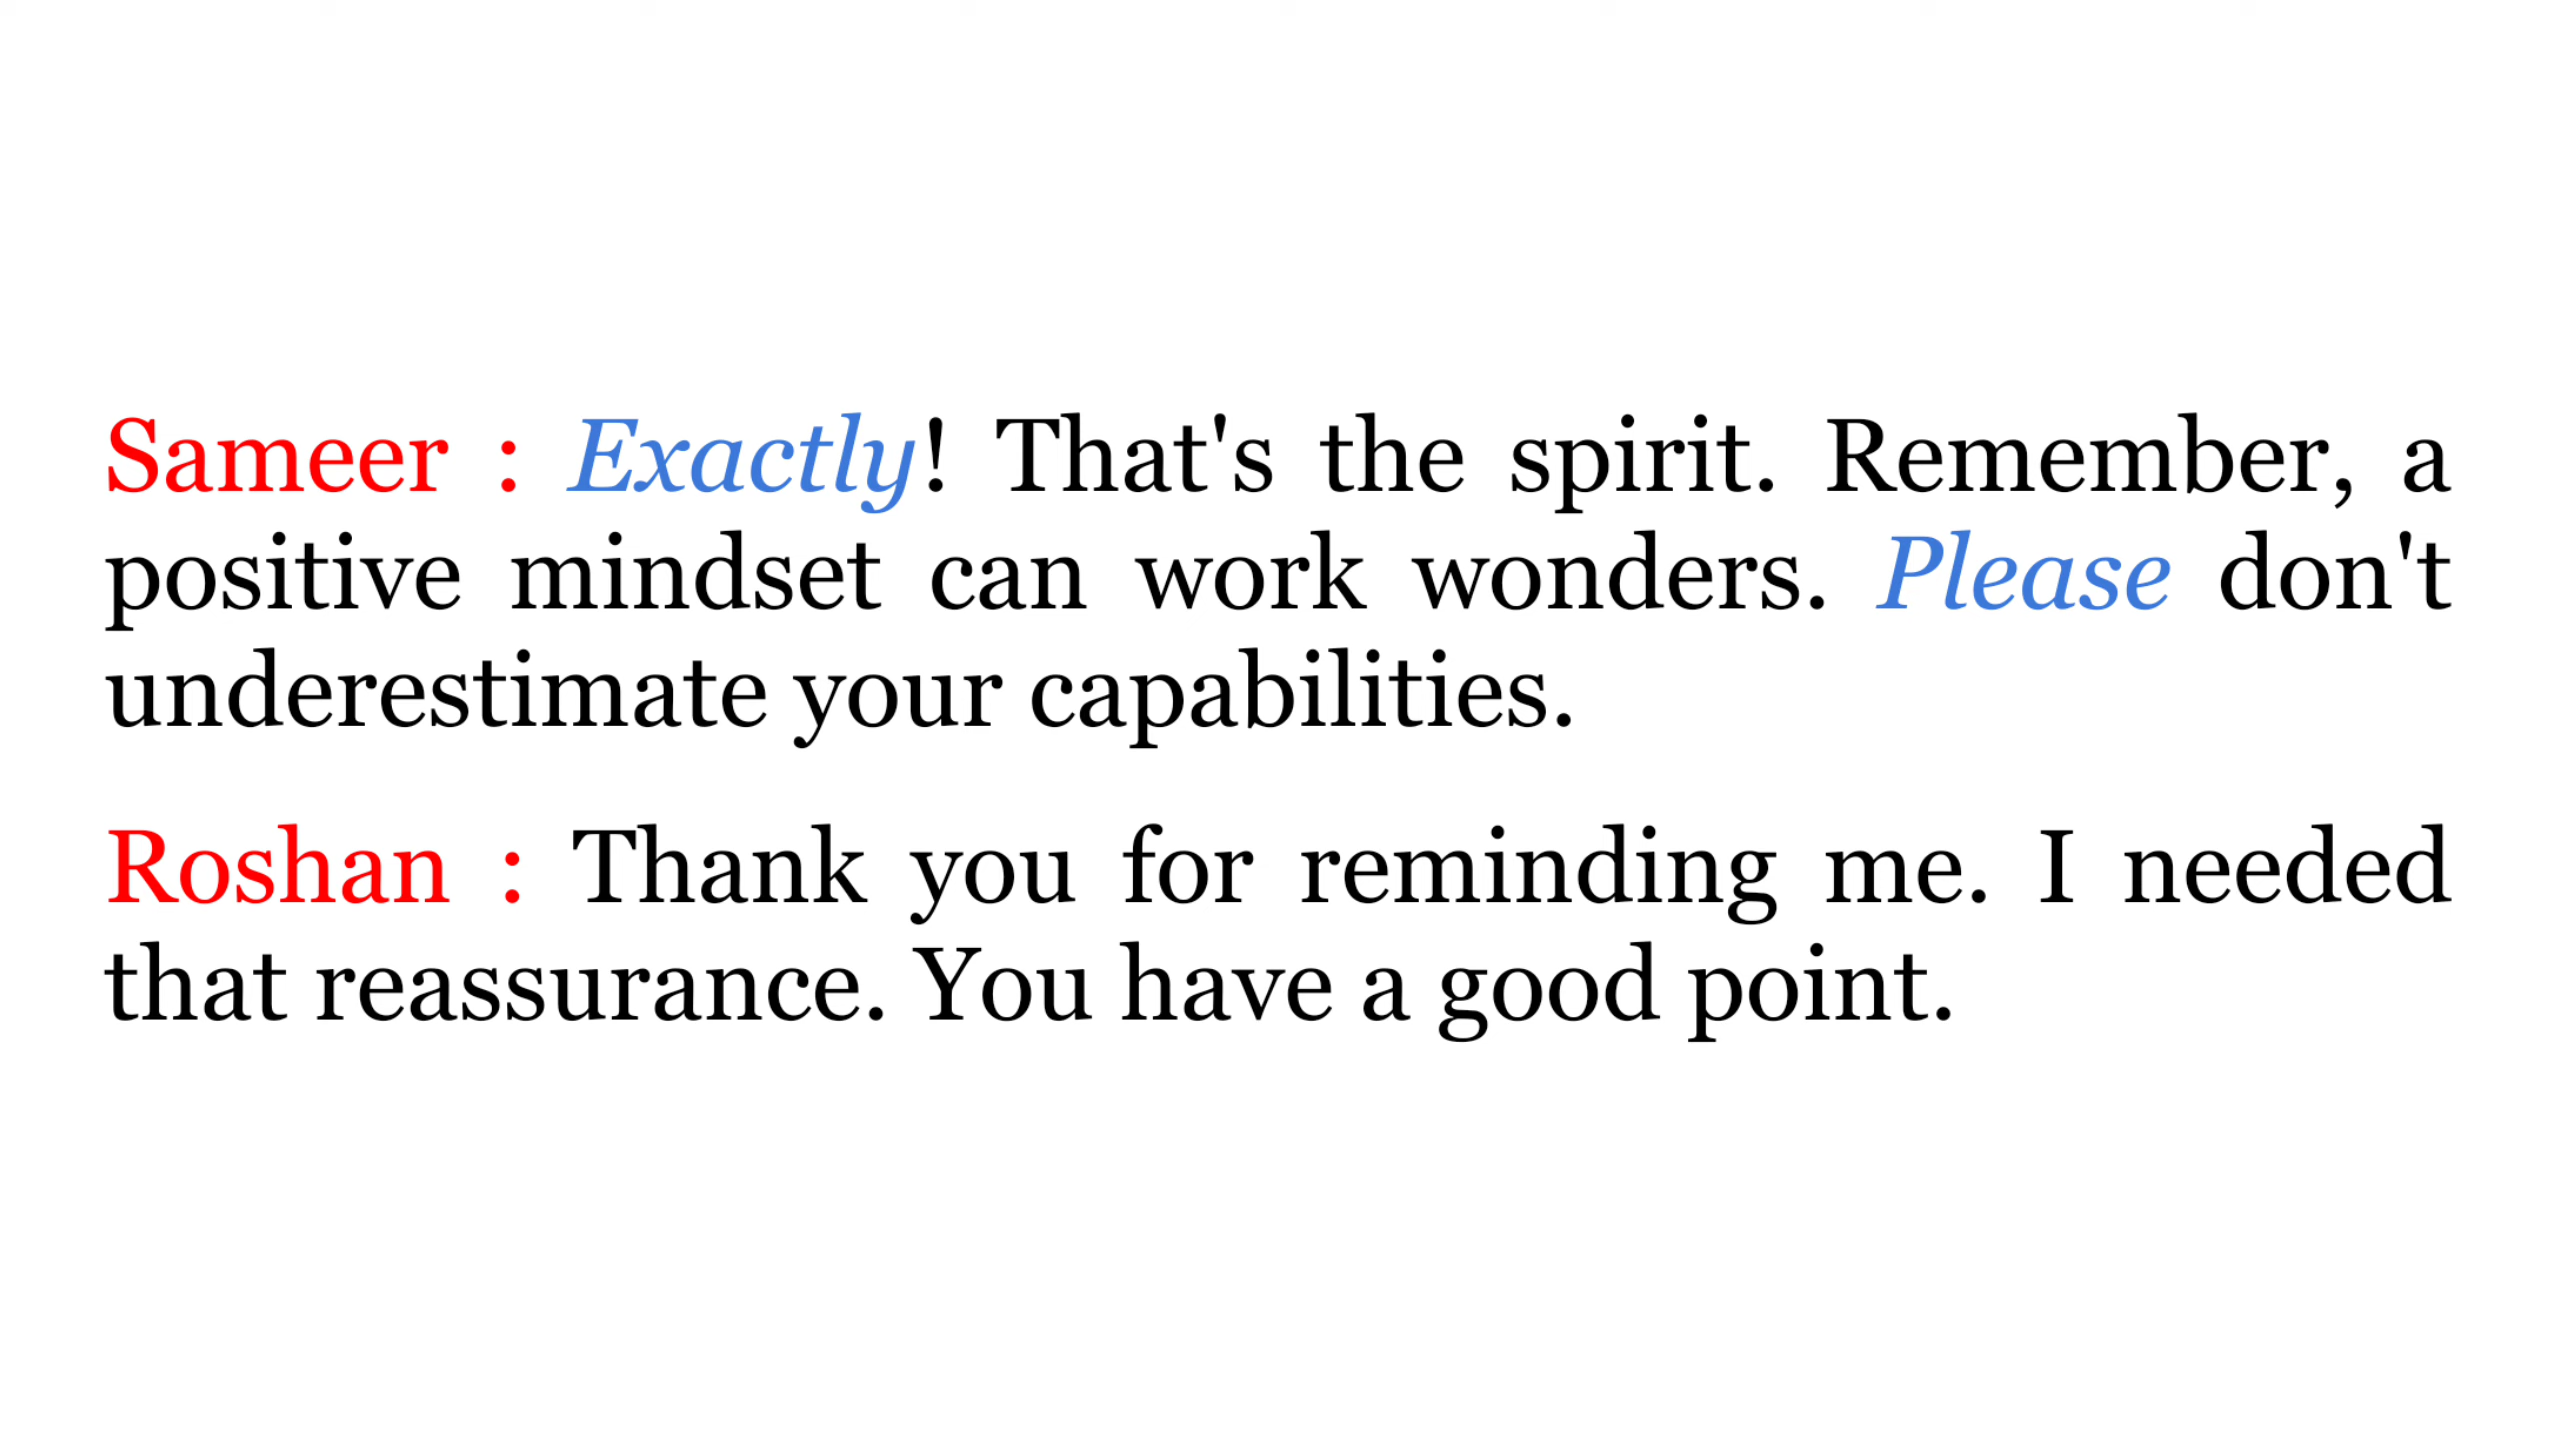 Sameer : Exactly! That's the spirit. Remember, a
positive mindset can work wonders. Please don't
underestimate your capabilities.
Roshan : Thank you for reminding me. I needed
that reassurance. You have a good point.